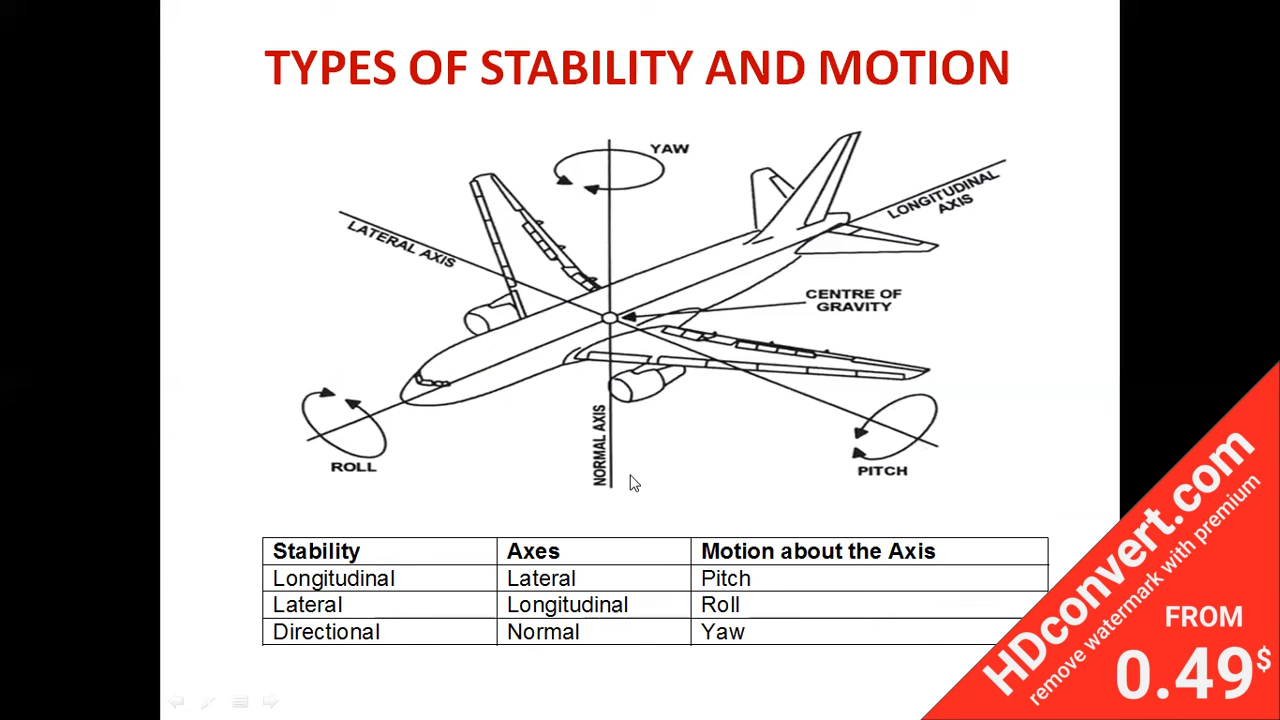 TYPES OF STABILITY AND MOTION
YAW
LONGITUDINAL
AXIS
LATERAL AXIS
CENTRE OF
GRAVITY
NORMAL AXIS
ROLL
PITCH
Stability Axes Motion about the Axis
Longitudinal Lateral Pitch
Lateral Longitudinal Roll
Directional Normal Yaw
HDconvert.com
remove watermark with premium
FROM
0.49$